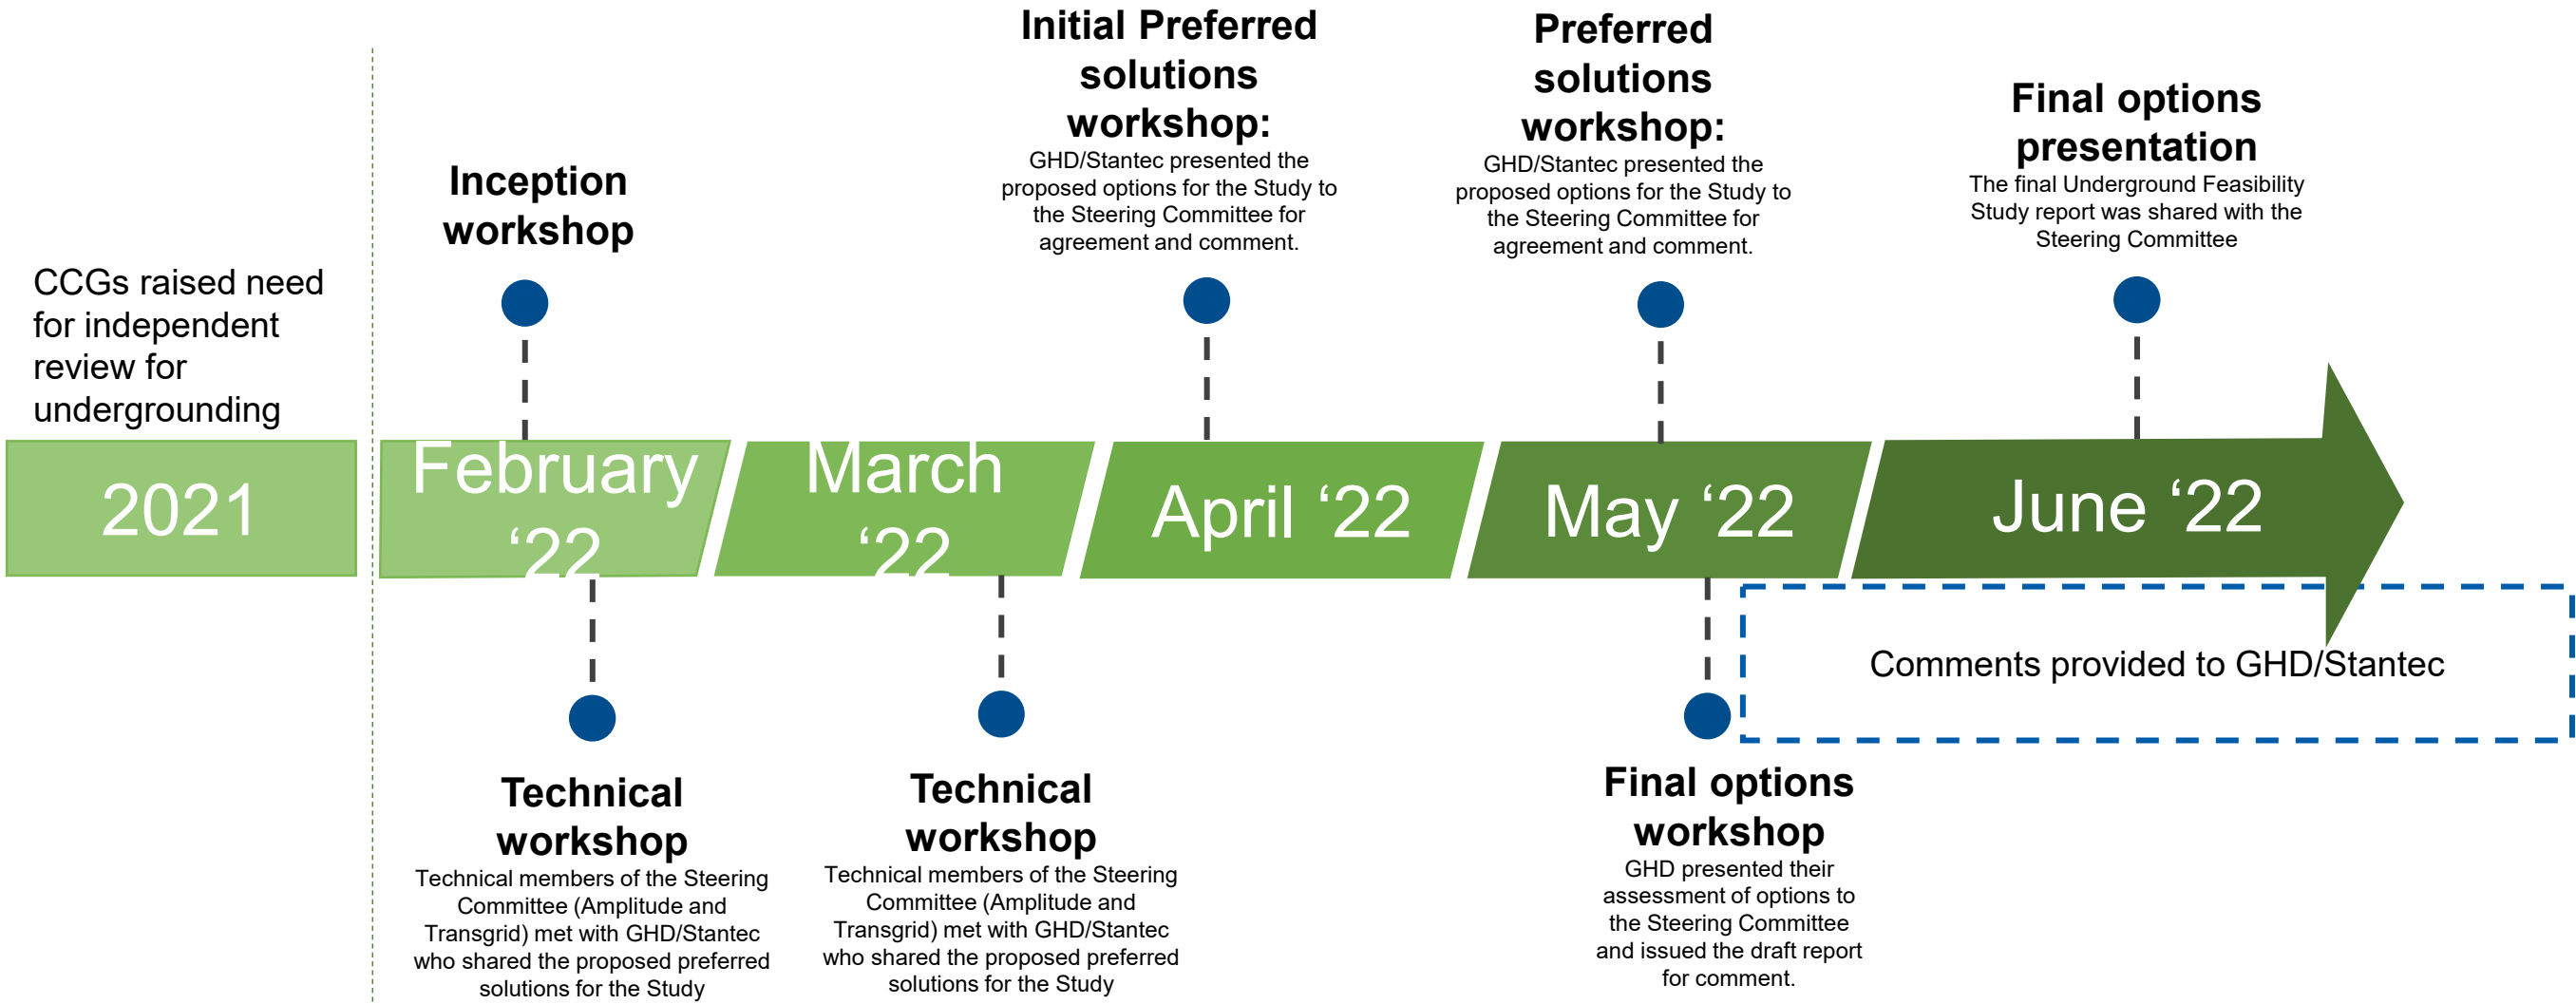 CCGs raised need
for independent
review for
undergrounding
2021
Inception
workshop
February
‘22
Technical
workshop
Technical members of the Steering
Committee (Amplitude and
Transgrid) met with GHD/Stantec
who shared the proposed preferred
solutions for the Study
March
‘22
Technical
workshop
Technical members of the Steering
Committee (Amplitude and
Transgrid) met with GHD/Stantec
who shared the proposed preferred
solutions for the Study
Initial Preferred
solutions
workshop:
GHD/Stantec presented the
proposed options for the Study to
the Steering Committee for
agreement and comment.
April ‘22
Preferred
solutions
workshop:
GHD/Stantec presented the
proposed options for the Study to
the Steering Committee for
agreement and comment.
May ‘22
Final options
workshop
GHD presented their
assessment of options to
the Steering Committee
and issued the draft report
for comment.
Final options
presentation
The final Underground Feasibility
Study report was shared with the
Steering Committee
June ‘22
Comments provided to GHD/Stantec